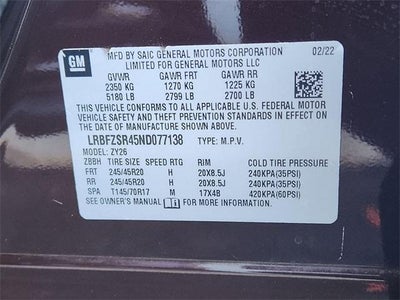 GM
MFD BY SAIC GENERAL MOTORS CORPORATION 02/22
LIMITED FOR GENERAL MOTORS LLC
GVWR GAWR FRT GAWR RR
2350 KG 1270 KG 1225 KG
5180 LB 2799 LB 2700 LB
THIS VEHICLE CONFORMS TO ALL APPLICABLE U.S. FEDERAL MOTOR
VEHICLE SAFETY AND THEFT PREVENTION STANDARDS IN EFFECT ON
THE DATE OF MANUFACTURE SHOWN ABOVE.
LRBFZSR45ND077138 TYPE: M.P.V.
MODEL: ZY26
ZBBH TIRE SIZE SPEED RTG RIM COLD TIRE PRESSURE
FRT 245/45R20 H 20X8.5J 240KPA(35PSI)
RR 245/45R20 H 20X8.5J 240KPA(35PSI)
SPA T145/70R17 M 17X4B 420KPA(60PSI)
SEE OWNER'S MANUAL FOR MORE INFORMATION.